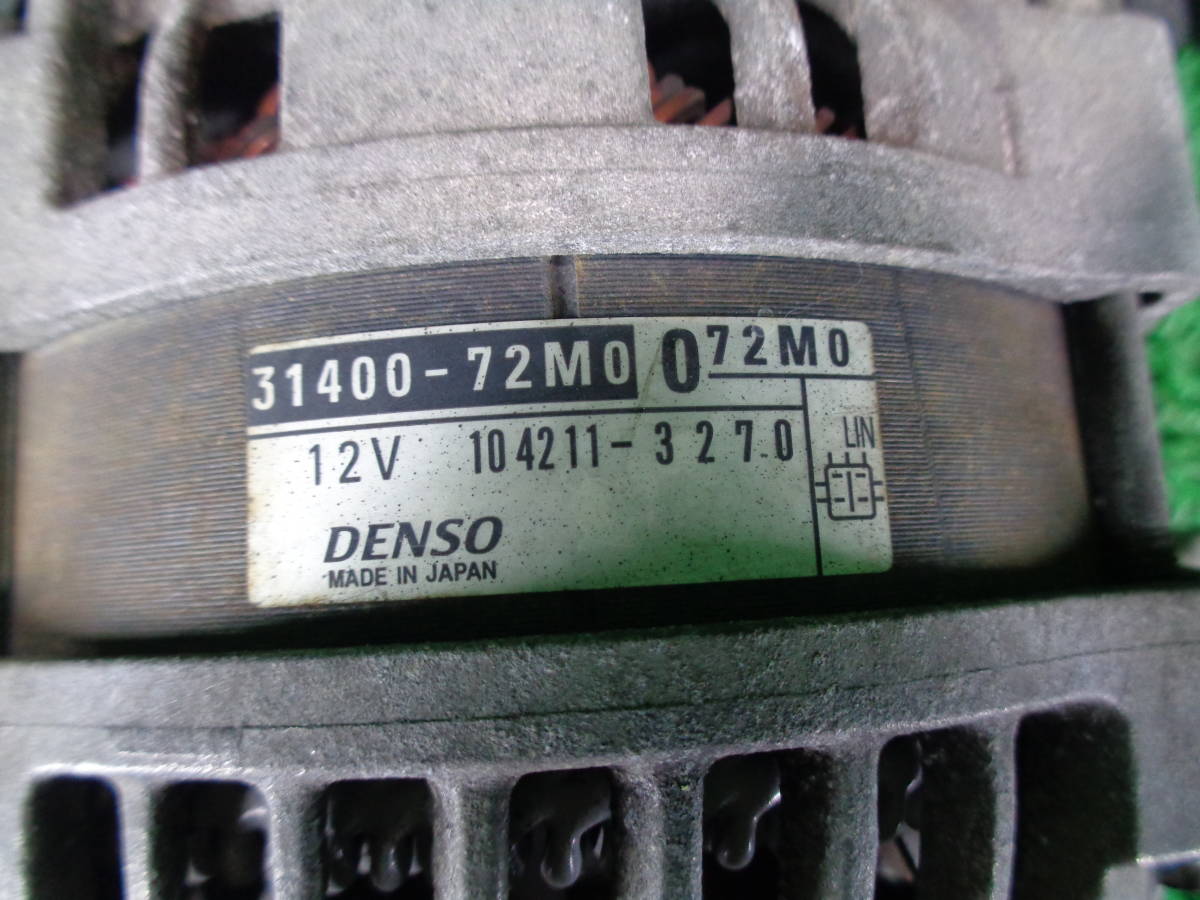 31400-72M0 0 72M0
12V 104211-3270
LIN
DENSO
MADE IN JAPAN